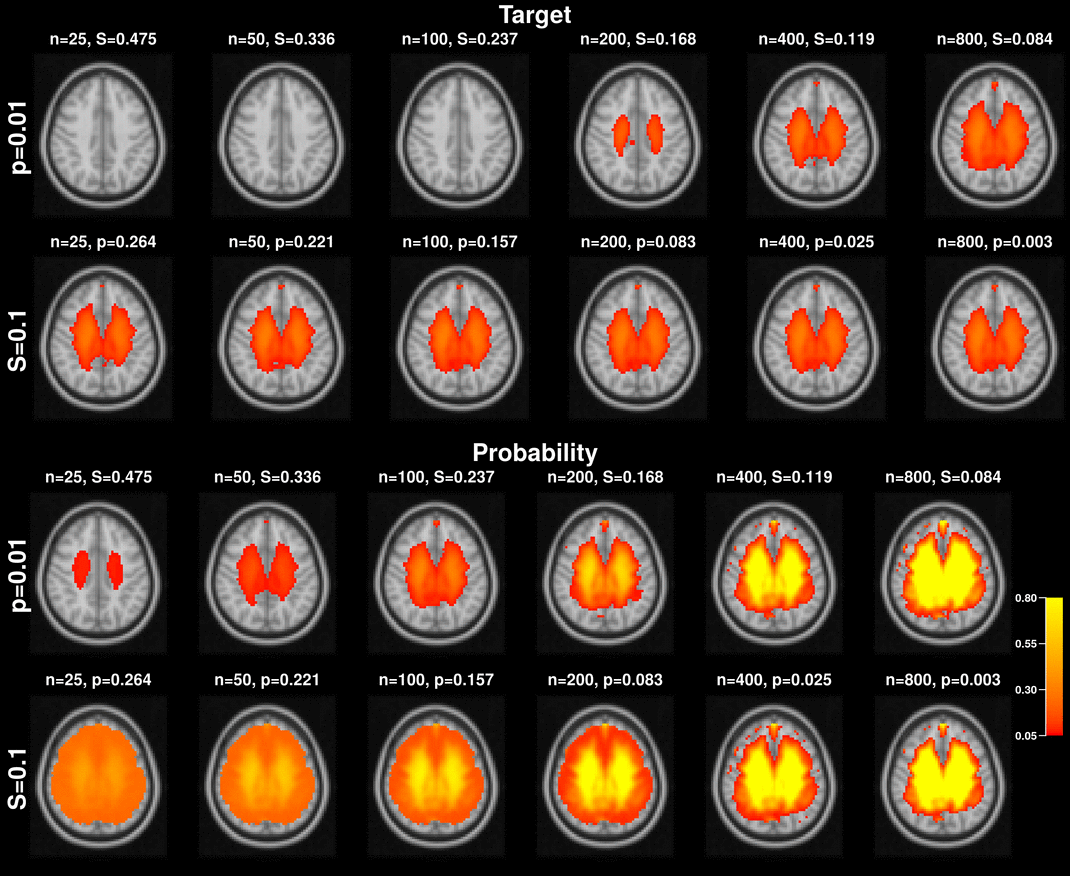 Target
n=25, S=0.475 n=50, S=0.336 n=100, S=0.237 n=200, S=0.168 n=400, S=0.119 n=800, S=0.084
p=0.01
n=25, p=0.264 n=50, p=0.221 n=100, p=0.157 n=200, p=0.083 n=400, p=0.025 n=800, p=0.003
S=0.1
Probability
n=25, S=0.475 n=50, S=0.336 n=100, S=0.237 n=200, S=0.168 n=400, S=0.119 n=800, S=0.084
p=0.01
0.80
0.55
0.30
0.05
n=25, p=0.264 n=50, p=0.221 n=100, p=0.157 n=200, p=0.083 n=400, p=0.025 n=800, p=0.003
S=0.1